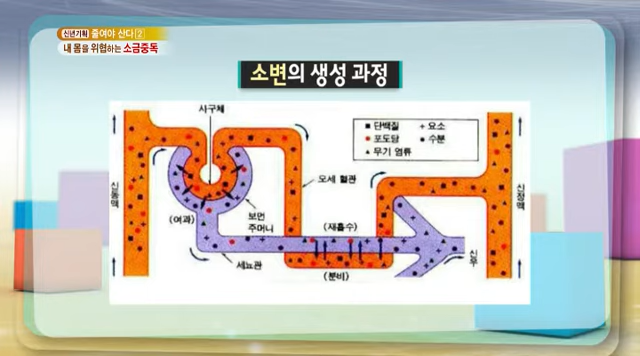 신년기획 줄여야 산다 2
내 몸을 위협하는 소금중독
소변의 생성 과정
사구체
■ 단백질 + 요소
● 포도당 • 수분
▲ 무기 염류
모세 혈관
신동맥
신정맥
(여과)
보먼
주머니
(재흡수)
세뇨관
(분비)
신우